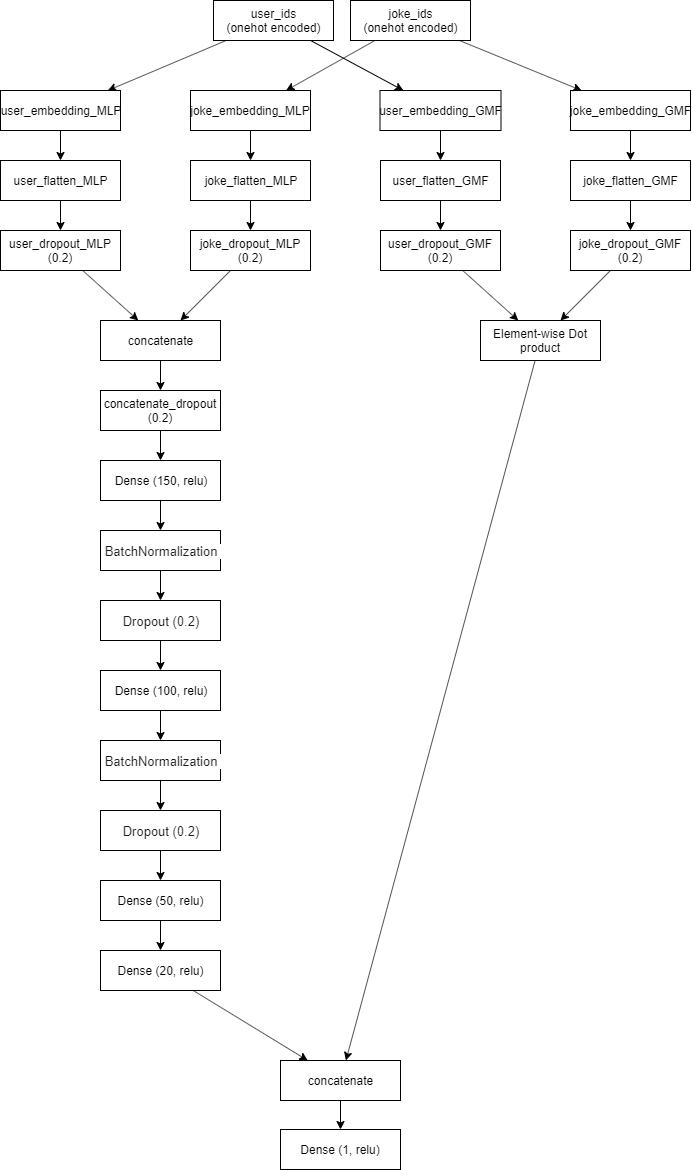 user_ids
(onehot encoded)
joke_ids
(onehot encoded)
user_embedding_MLP
joke_embedding_MLP
user_embedding_GMF
joke_embedding_GMF
user_flatten_MLP
joke_flatten_MLP
user_flatten_GMF
joke_flatten_GMF
user_dropout_MLP
(0.2)
joke_dropout_MLP
(0.2)
user_dropout_GMF
(0.2)
joke_dropout_GMF
(0.2)
concatenate
Element-wise Dot
product
concatenate_dropout
(0.2)
Dense (150, relu)
BatchNormalization
Dropout (0.2)
Dense (100, relu)
BatchNormalization
Dropout (0.2)
Dense (50, relu)
Dense (20, relu)
concatenate
Dense (1, relu)